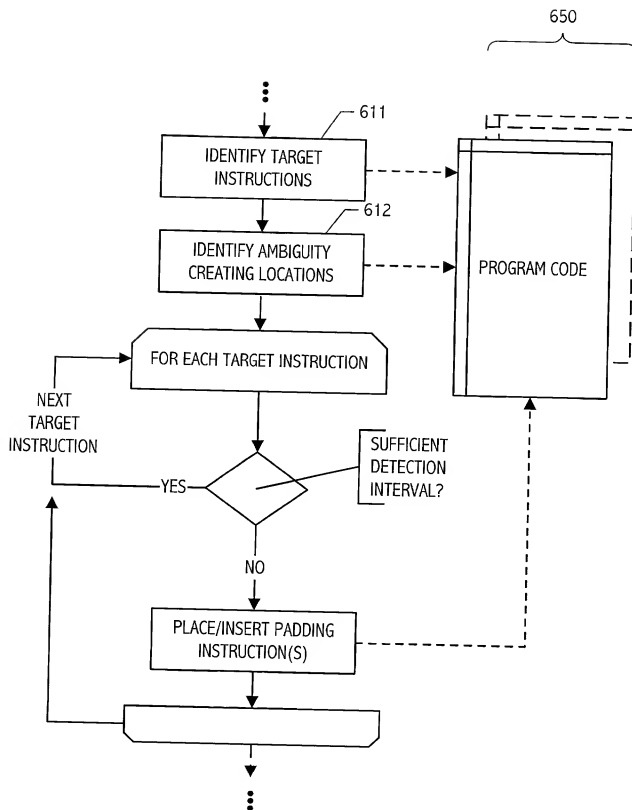 650
611
IDENTIFY TARGET
INSTRUCTIONS
612
IDENTIFY AMBIGUITY
CREATING LOCATIONS
PROGRAM CODE
FOR EACH TARGET INSTRUCTION
NEXT
TARGET
INSTRUCTION
SUFFICIENT
DETECTION
INTERVAL?
YES
NO
PLACE/INSERT PADDING
INSTRUCTION(S)